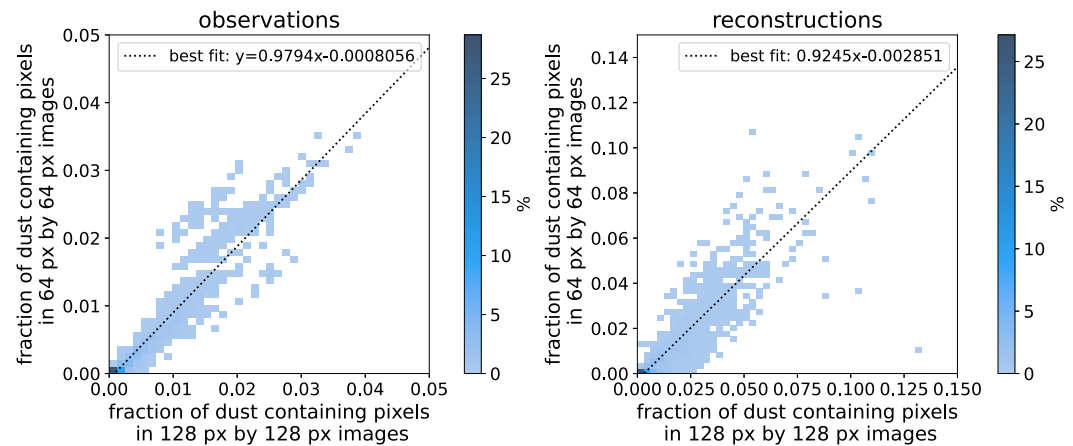 observations
best fit: y=0.9794x-0.0008056
fraction of dust containing pixels
in 64 px by 64 px images
0.05
0.04
0.03
0.02
0.01
0.00
0.00 0.01 0.02 0.03 0.04 0.05
fraction of dust containing pixels
in 128 px by 128 px images
25
20
15
10
5
0
%
reconstructions
best fit: 0.9245x-0.002851
fraction of dust containing pixels
in 64 px by 64 px images
0.14
0.12
0.10
0.08
0.06
0.04
0.02
0.00
0.000 0.025 0.050 0.075 0.100 0.125 0.150
fraction of dust containing pixels
in 128 px by 128 px images
25
20
15
10
5
0
%